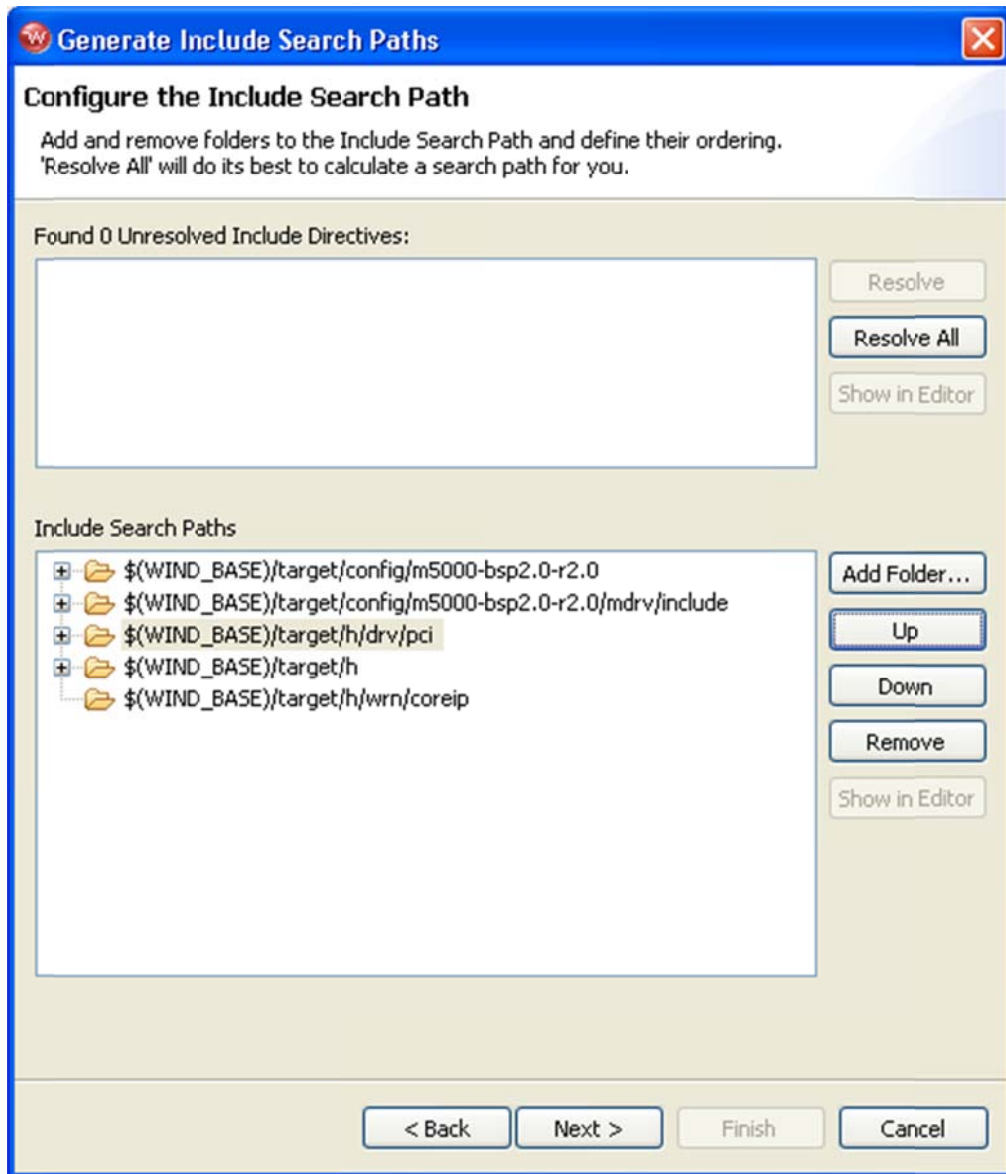 Generate Include Search Paths
Configure the Include Search Path
Add and remove folders to the Include Search Path and define their ordering.
'Resolve All' will do its best to calculate a search path for you.
Found 0 Unresolved Include Directives:
Resolve
Resolve All
Show in Editor
Include Search Paths
$(WIND_BASE)/target/config/m5000-bsp2.0-r2.0
$(WIND_BASE)/target/config/m5000-bsp2.0-r2.0/mdrv/include
$(WIND_BASE)/target/h/drv/pci
$(WIND_BASE)/target/h
$(WIND_BASE)/target/h/wrn/coreip
Add Folder...
Up
Down
Remove
Show in Editor
< Back
Next >
Finish
Cancel